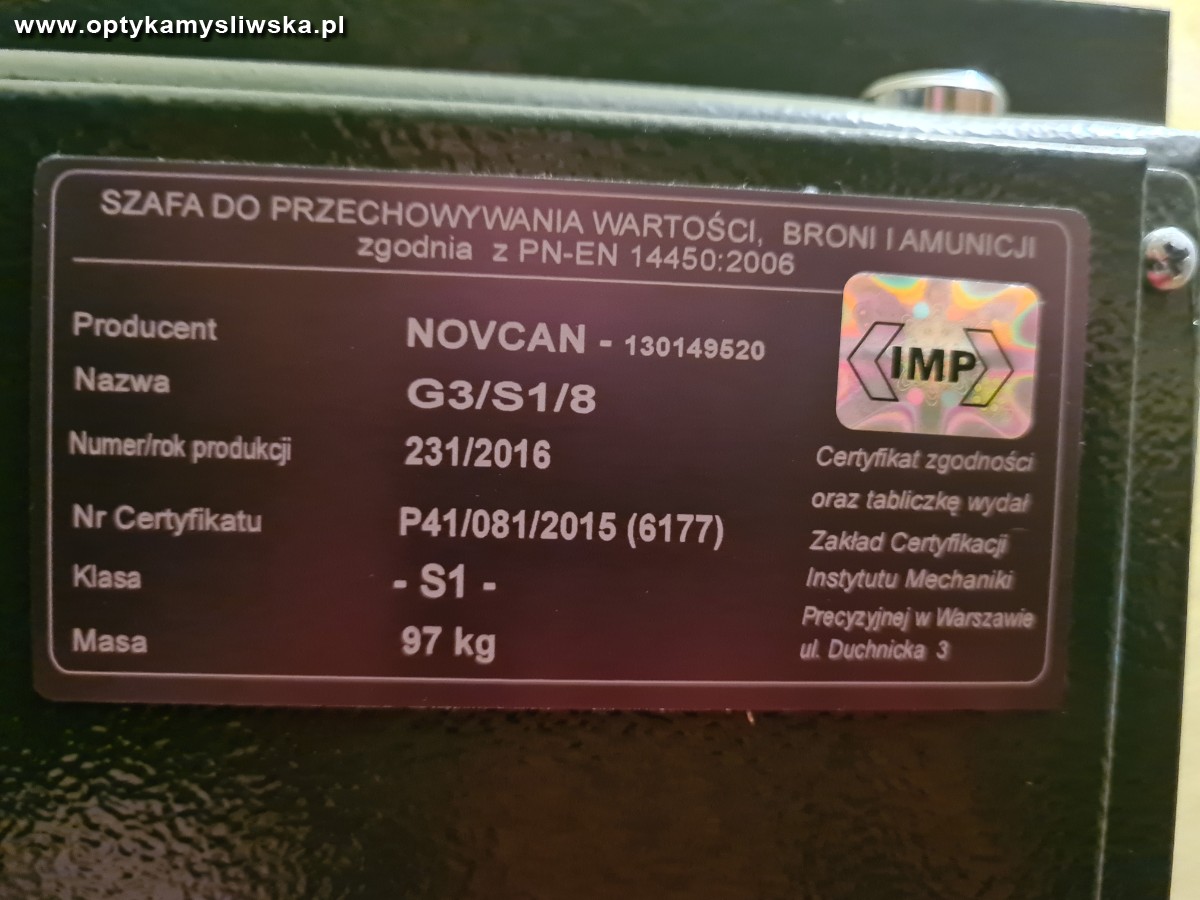 www.optykamysliwska.pl
SZAFA DO PRZECHOWYWANIA WARTOŚCI, BRONI I AMUNICJI
zgodnia z PN-EN 14450:2006
Producent NOVCAN - 130149520
Nazwa G3/S1/8
Numer/rok produkcji 231/2016
Nr Certyfikatu P41/081/2015 (6177)
Klasa - S1 -
Masa 97 kg
IMP
Certyfikat zgodności
oraz tabliczkę wydał
Zakład Certyfikacji
Instytutu Mechaniki
Precyzyjnej w Warszawie
ul. Duchnicka 3